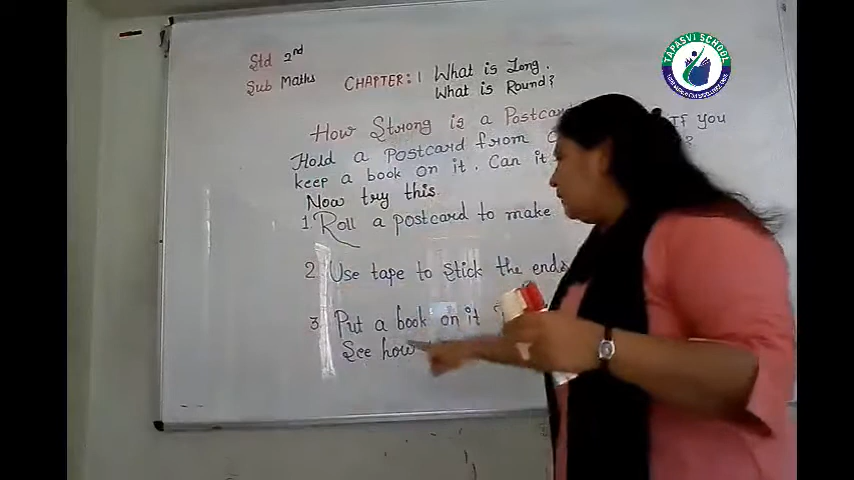 TAPASVI SCHOOL
Std 2nd
Sub Maths
CHAPTER: 1 What is Long.
What is Round?
How Strong is a Postcard
Hold a postcard from If you
keep a book on it. Can it ?
Now try this
1. Roll a postcard to make
2. Use tape to stick the ends
3. Put a book on it
See how